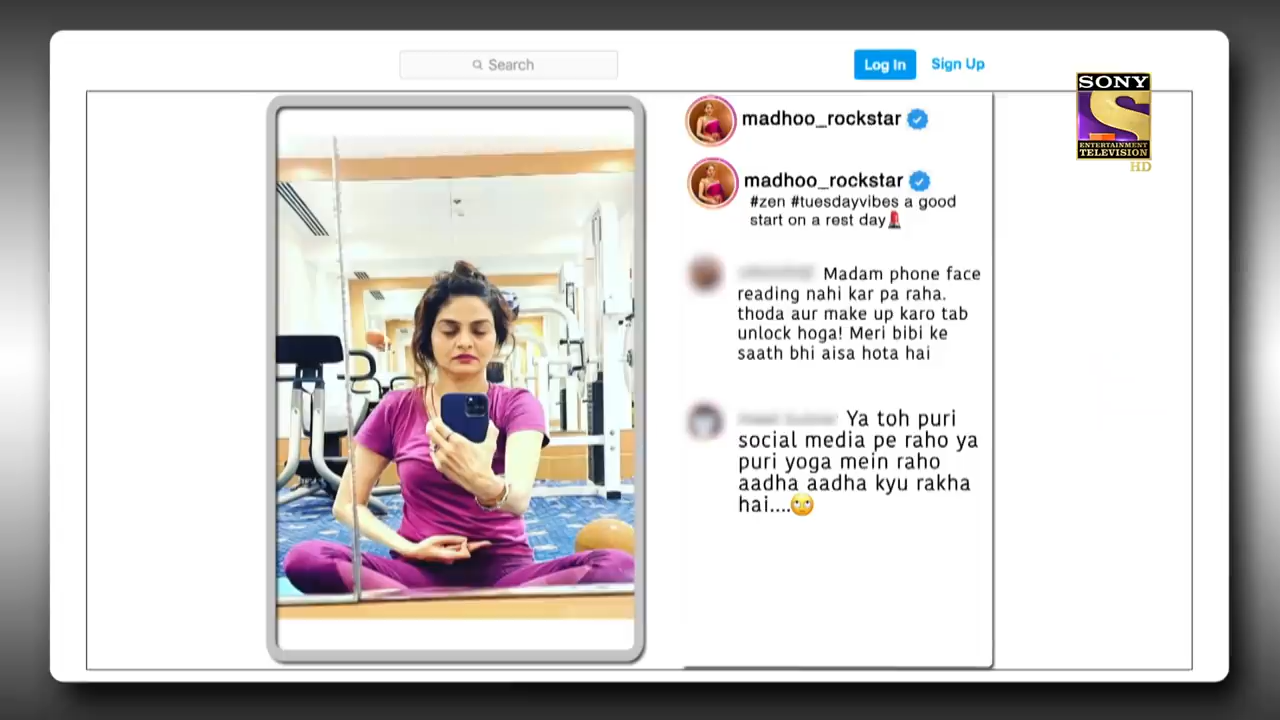 Search
Log In
Sign Up
SONY
ENTERTAINMENT
TELEVISION
HD
madhoo_rockstar
madhoo_rockstar
#zen #tuesdayvibes a good
start on a rest day🚨
Madam phone face
reading nahi kar pa raha.
thoda aur make up karo tab
unlock hoga! Meri bibi ke
saath bhi aisa hota hai
Ya toh puri
social media pe raho ya
puri yoga mein raho
aadha aadha kyu rakha
hai....🙄